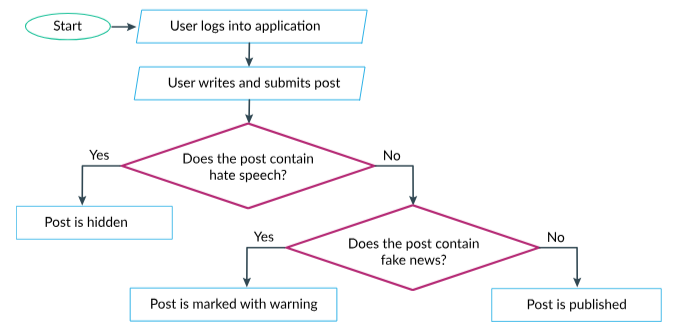 Start
User logs into application
User writes and submits post
Does the post contain
hate speech?
Yes
No
Post is hidden
Does the post contain
fake news?
Yes
No
Post is marked with warning
Post is published